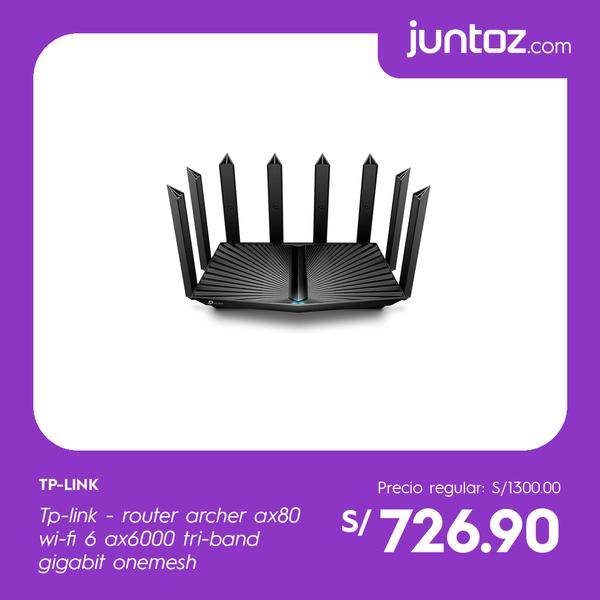 juntoz.com
TP-LINK
Tp-link - router archer ax80
wi-fi 6 ax6000 tri-band
gigabit onemesh
Precio regular: S/1300.00
S/726.90